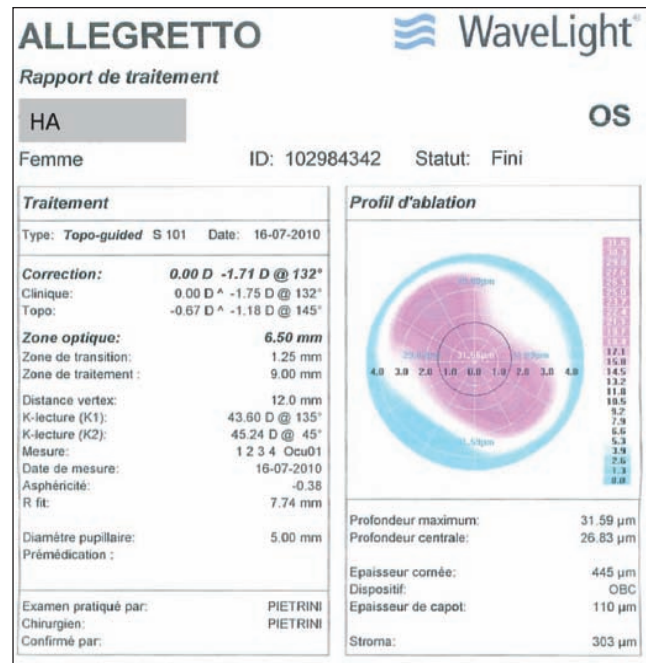 ALLEGRETTO WaveLight®
Rapport de traitement
HA OS
Femme ID: 102984342 Statut: Fini
Traitement
Type: Topo-guided S 101 Date: 16-07-2010
Correction: 0.00 D -1.71 D @ 132°
Clinique: 0.00 D ^ -1.75 D @ 132°
Topo: -0.67 D ^ -1.18 D @ 145°
Zone optique: 6.50 mm
Zone de transition: 1.25 mm
Zone de traitement : 9.00 mm
Distance vertex: 12.0 mm
K-lecture (K1): 43.60 D @ 135°
K-lecture (K2): 45.24 D @ 45°
Mesure: 1 2 3 4 Ocu01
Date de mesure: 16-07-2010
Asphéricité: -0.38
R fit: 7.74 mm
Diamètre pupillaire: 5.00 mm
Prémédication :
Examen pratiqué par: PIETRINI
Chirurgien: PIETRINI
Confirmé par:
Profil d'ablation
4.0 3.0 2.0 1.0 0.0 1.0 2.0 3.0 4.0
17.1
15.8
14.5
13.2
11.8
10.5
9.2
7.9
6.6
5.3
3.9
2.6
1.3
0.0
Profondeur maximum: 31.59 µm
Profondeur centrale: 26.83 µm
Epaisseur cornée: 445 µm
Dispositif: OBC
Epaisseur de capot: 110 µm
Stroma: 303 µm